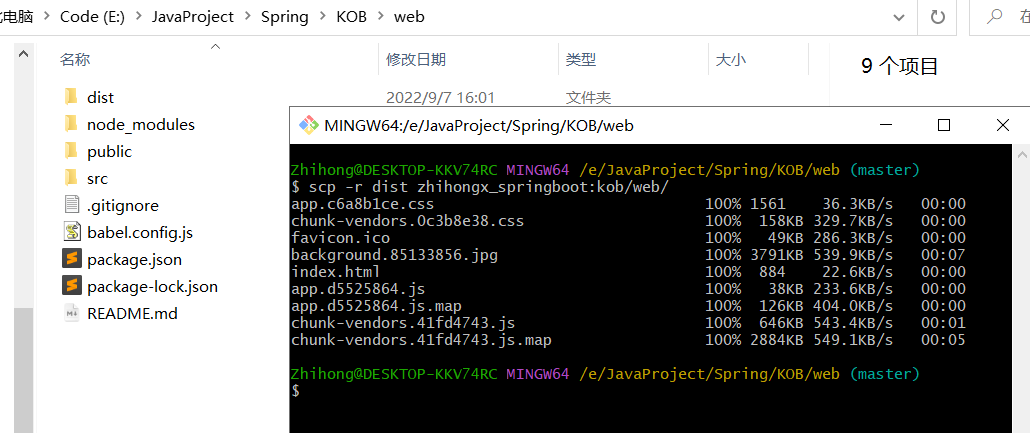 此电脑 > Code (E:) > JavaProject > Spring > KOB > web
名称 修改日期 类型 大小
9 个项目
dist 2022/9/7 16:01 文件夹
node_modules
public
src
.gitignore
babel.config.js
package.json
package-lock.json
README.md
MINGW64:/e/JavaProject/Spring/KOB/web
Zhihong@DESKTOP-KKV74RC MINGW64 /e/JavaProject/Spring/KOB/web (master)
$ scp -r dist zhihongx_springboot:kob/web/
app.c6a8b1ce.css 100% 1561 36.3KB/s 00:00
chunk-vendors.0c3b8e38.css 100% 158KB 329.7KB/s 00:00
favicon.ico 100% 49KB 286.3KB/s 00:00
background.85133856.jpg 100% 3791KB 539.9KB/s 00:07
index.html 100% 884 22.6KB/s 00:00
app.d5525864.js 100% 38KB 233.6KB/s 00:00
app.d5525864.js.map 100% 126KB 404.0KB/s 00:00
chunk-vendors.41fd4743.js 100% 646KB 543.4KB/s 00:01
chunk-vendors.41fd4743.js.map 100% 2884KB 549.1KB/s 00:05
Zhihong@DESKTOP-KKV74RC MINGW64 /e/JavaProject/Spring/KOB/web (master)
$